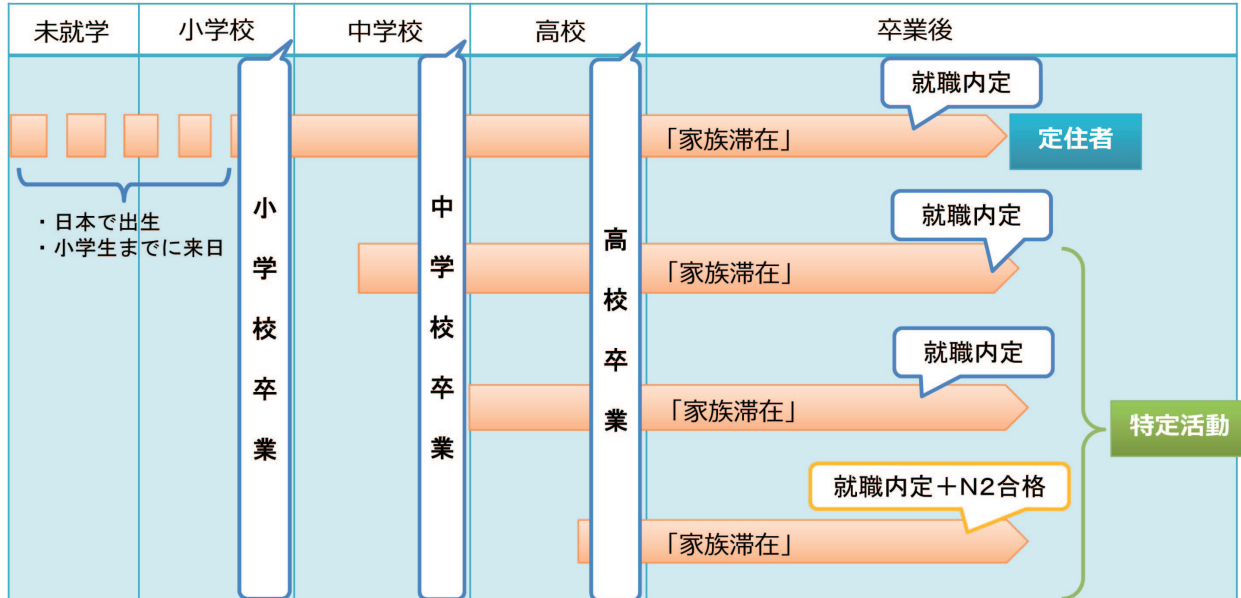 未就学
小学校
中学校
高校
卒業後
就職内定
「家族滞在」
定住者
・日本で出生
・小学生までに来日
小学校卒業
中学校卒業
高校卒業
就職内定
「家族滞在」
就職内定
「家族滞在」
特定活動
就職内定＋N2合格
「家族滞在」